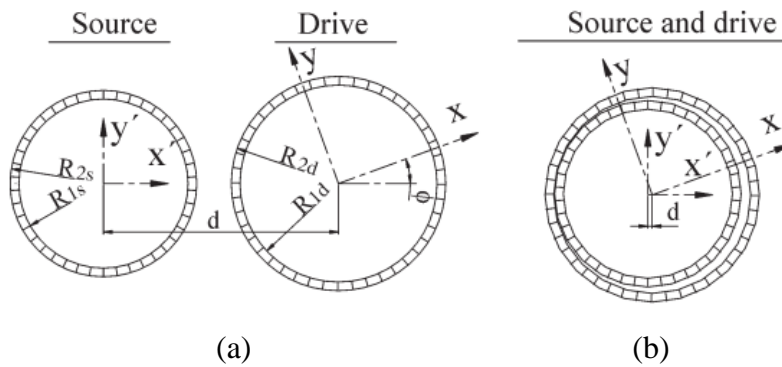 Source
Drive
Source and drive
y
x
y´
x´
R2s
R1s
R2d
R1d
φ
d
y
x
y´
x´
d
(a)
(b)